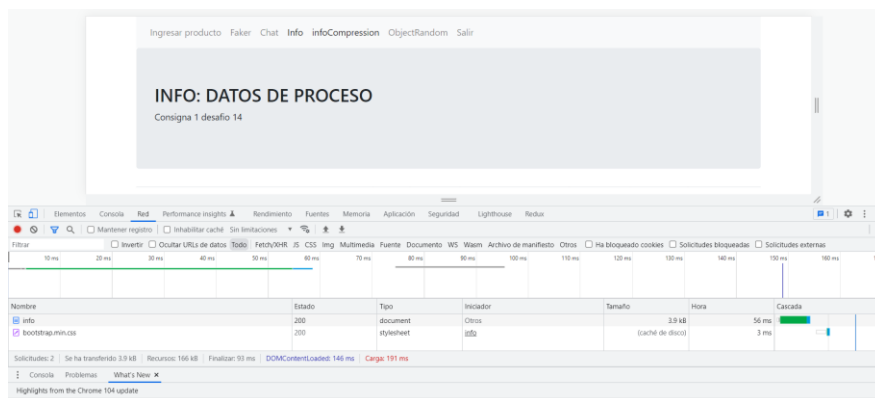 Ingresar producto Faker Chat Info infoCompression ObjectRandom Salir
INFO: DATOS DE PROCESO
Consigna 1 desafio 14
Elementos Consola Red Performance insights Rendimiento Fuentes Memoria Aplicación Seguridad Lighthouse Redux 1
Mantener registro Inhabilitar caché Sin limitaciones
Filtrar Invertir Ocultar URLs de datos Todo Fetch/XHR JS CSS Img Multimedia Fuente Documento WS Wasm Archivo de manifiesto Otros Ha bloqueado cookies Solicitudes bloqueadas Solicitudes externas
10 ms 20 ms 30 ms 40 ms 50 ms 60 ms 70 ms 80 ms 90 ms 100 ms 110 ms 120 ms 130 ms 140 ms 150 ms 160 ms
Nombre Estado Tipo Iniciador Tamaño Hora Cascada
info 200 document Otros 3.9 kB 56 ms
bootstrap.min.css 200 stylesheet info (caché de disco) 3 ms
Solicitudes: 2 Se ha transferido 3.9 kB Recursos: 166 kB Finalizar: 93 ms DOMContentLoaded: 146 ms Carga: 191 ms
Consola Problemas What's New ×
Highlights from the Chrome 104 update